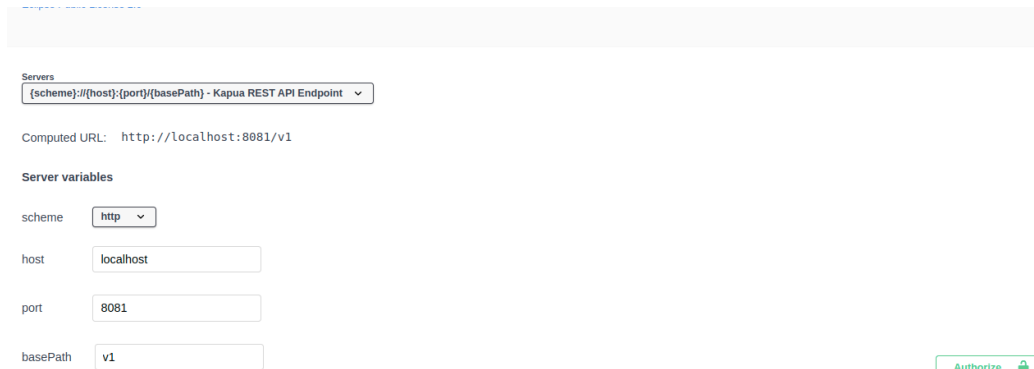 Servers
{scheme}://{host}:{port}/{basePath} - Kapua REST API Endpoint
Computed URL: http://localhost:8081/v1
Server variables
scheme http
host localhost
port 8081
basePath v1
Authorize